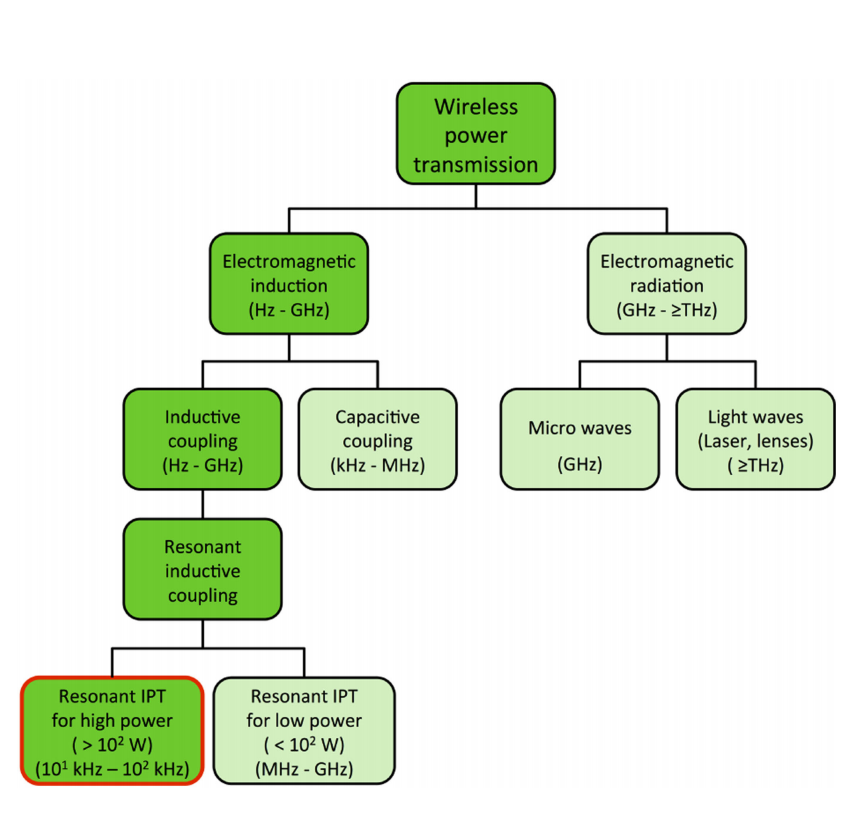 Wireless
power
transmission
Electromagnetic
induction
(Hz - GHz)
Electromagnetic
radiation
(GHz - ≥THz)
Inductive
coupling
(Hz - GHz)
Capacitive
coupling
(kHz - MHz)
Micro waves
(GHz)
Light waves
(Laser, lenses)
( ≥THz)
Resonant
inductive
coupling
Resonant IPT
for high power
( > 10² W)
(10¹ kHz – 10² kHz)
Resonant IPT
for low power
( < 10² W)
(MHz - GHz)